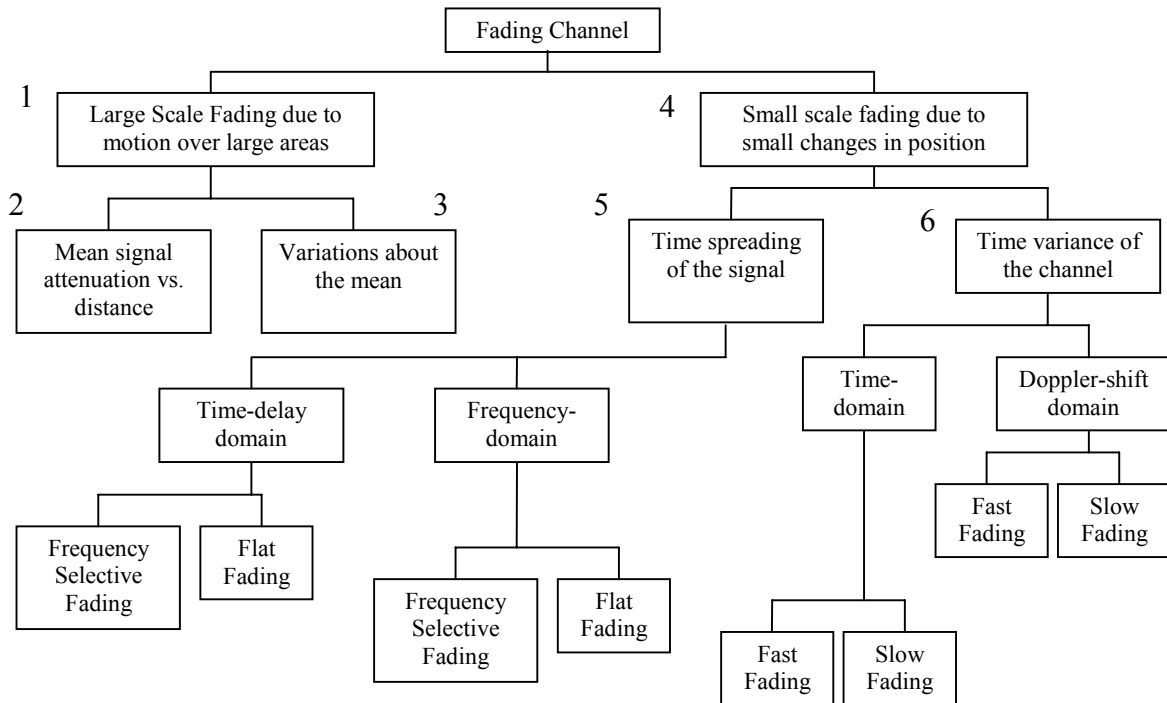 Fading Channel
1
Large Scale Fading due to
motion over large areas
4
Small scale fading due to
small changes in position
2
Mean signal
attenuation vs.
distance
3
Variations about
the mean
5
Time spreading
of the signal
6
Time variance of
the channel
Time-delay
domain
Frequency-
domain
Time-
domain
Doppler-shift
domain
Frequency
Selective
Fading
Flat
Fading
Frequency
Selective
Fading
Flat
Fading
Fast
Fading
Slow
Fading
Fast
Fading
Slow
Fading